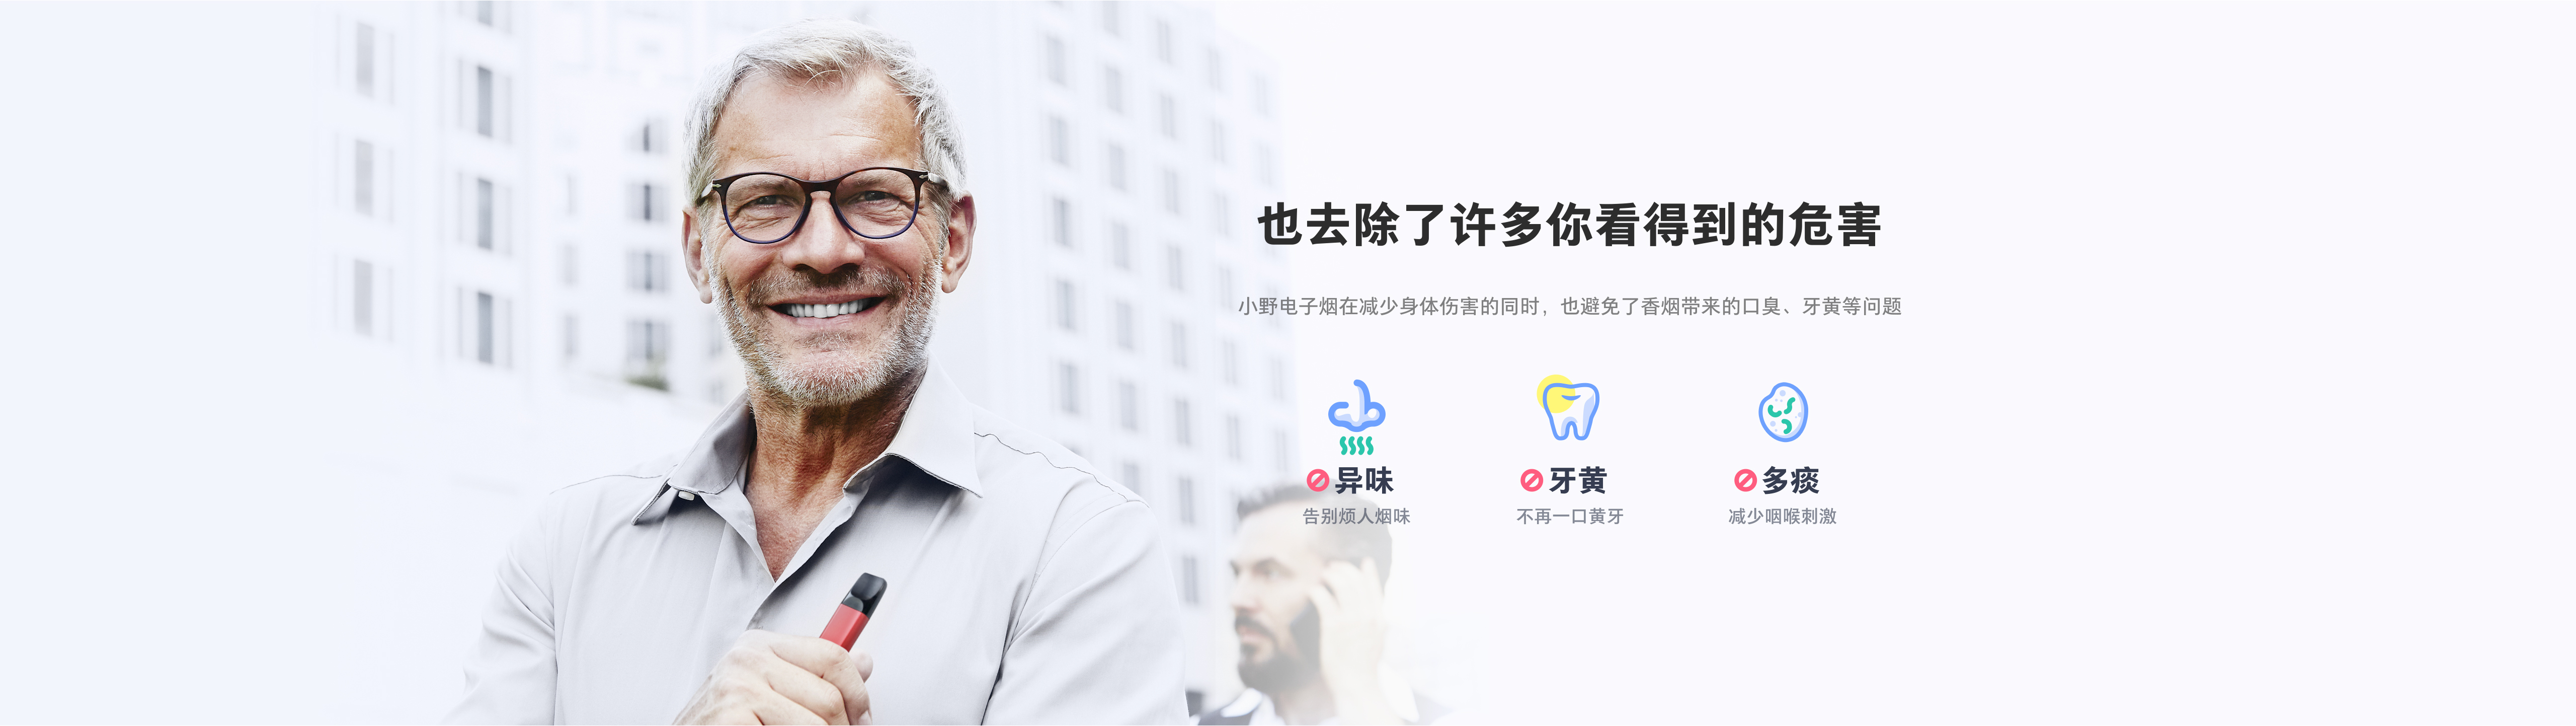 也去除了许多你看得到的危害
小野电子烟在减少身体伤害的同时，也避免了香烟带来的口臭、牙黄等问题
异味
告别烦人烟味
牙黄
不再一口黄牙
多痰
减少咽喉刺激